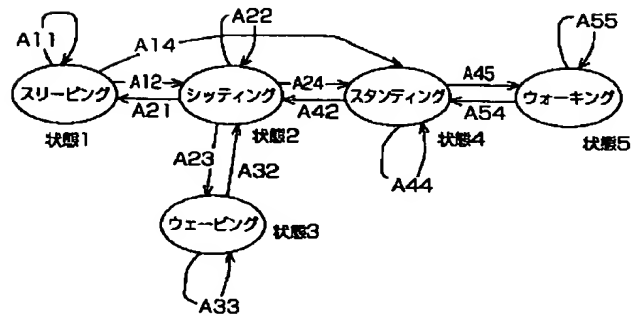 A11
A14
A22
A55
スリーピング
A12
A21
シッティング
A24
A42
スタンディング
A45
A54
ウォーキング
状態1
状態2
状態4
状態5
A23
A32
A44
ウェービング
状態3
A33